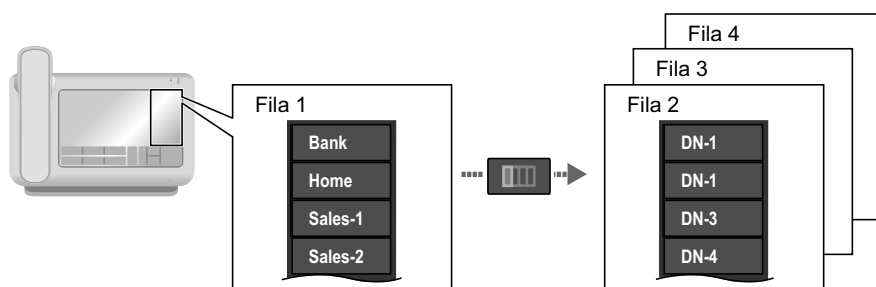 Fila 4
Fila 3
Fila 1
Fila 2
Bank
Home
Sales-1
Sales-2
DN-1
DN-1
DN-3
DN-4